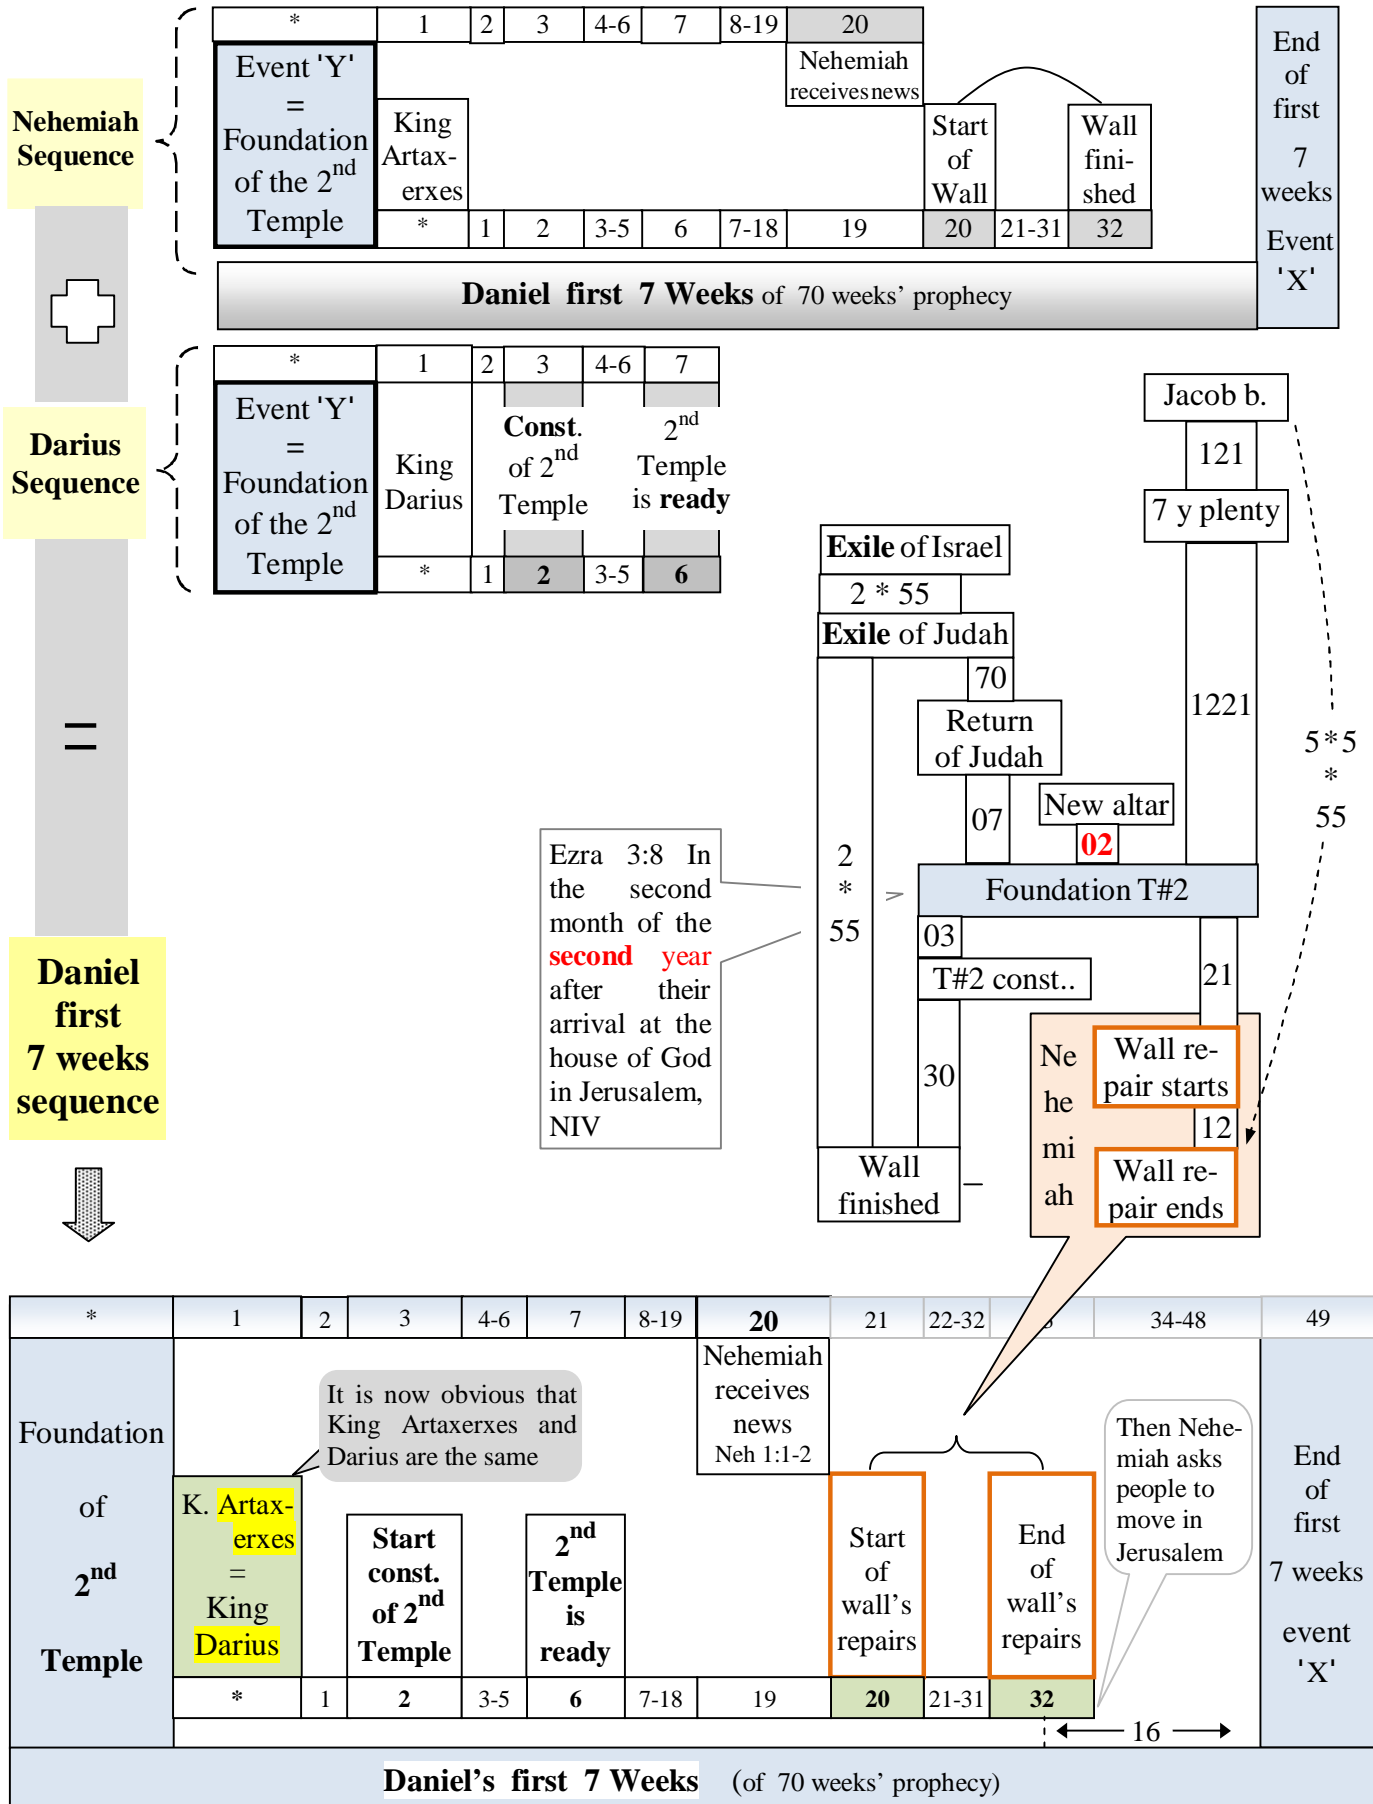 * 1 2 3 4-6 7 8-19 20
Event 'Y'
=
Foundation
of the 2nd
Temple
King
Artax-
erxes
Nehemiah
receives news
Start
of
Wall
Wall
fini-
shed
* 1 2 3-5 6 7-18 19 20 21-31 32
End
of
first
7
weeks
Event
'X'
Nehemiah
Sequence
Daniel first 7 Weeks of 70 weeks' prophecy
* 1 2 3 4-6 7
Event 'Y'
=
Foundation
of the 2nd
Temple
King
Darius
Const.
of 2nd
Temple
2nd
Temple
is ready
* 1 2 3-5 6
Darius
Sequence
=
Daniel
first
7 weeks
sequence
Jacob b.
121
7 y plenty
1221
5*5
*
55
Exile of Israel
2 * 55
Exile of Judah
70
Return
of Judah
07
New altar
02
2
*
55
Foundation T#2
03
T#2 const..
30
21
Wall
finished
Ne
he
mi
ah
Wall re-
pair starts
12
Wall re-
pair ends
Ezra 3:8 In
the second
month of the
second year
after their
arrival at the
house of God
in Jerusalem,
NIV
* 1 2 3 4-6 7 8-19 20 21 22-32 34-48 49
Foundation
of
2nd
Temple
It is now obvious that
King Artaxerxes and
Darius are the same
K. Artax-
erxes
=
King
Darius
Start
const.
of 2nd
Temple
2nd
Temple
is
ready
Nehemiah
receives
news
Neh 1:1-2
Start
of
wall's
repairs
End
of
wall's
repairs
Then Nehe-
miah asks
people to
move in
Jerusalem
End
of
first
7 weeks
event
'X'
* 1 2 3-5 6 7-18 19 20 21-31 32
16
Daniel's first 7 Weeks (of 70 weeks' prophecy)